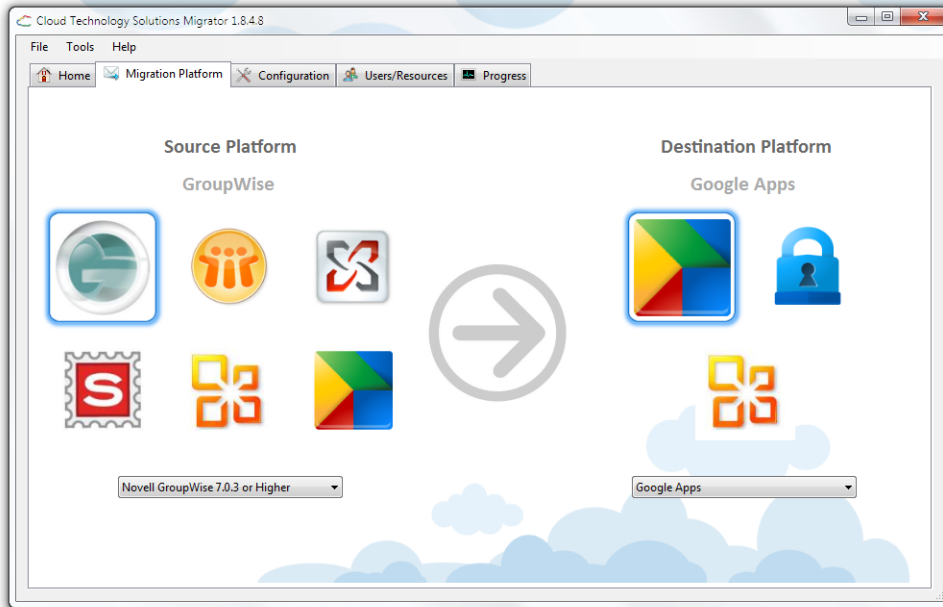 Cloud Technology Solutions Migrator 1.8.4.8
File Tools Help
Home Migration Platform Configuration Users/Resources Progress
Source Platform
Destination Platform
GroupWise
Google Apps
S
Novell GroupWise 7.0.3 or Higher
Google Apps